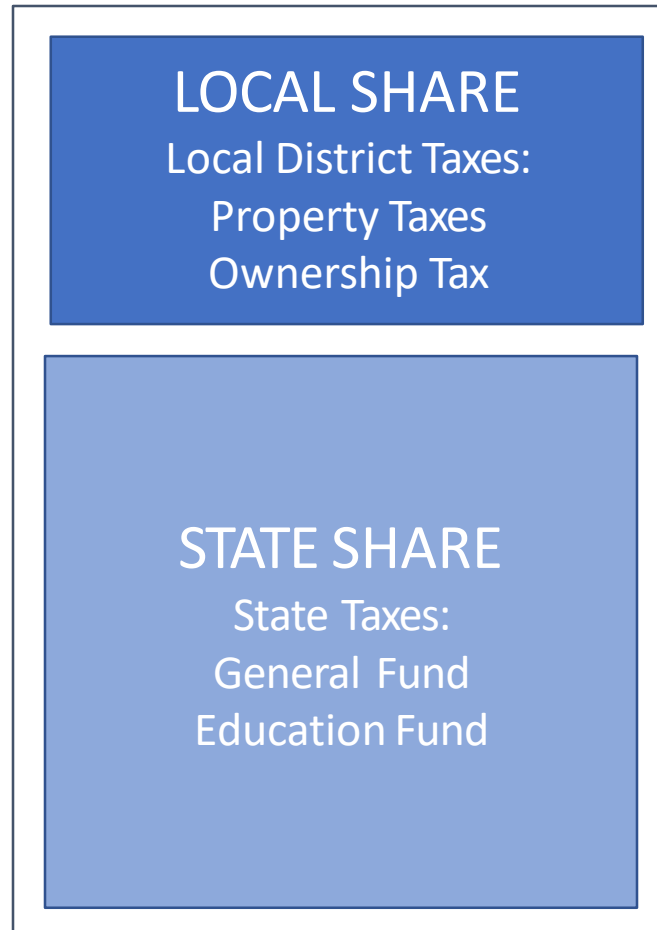 LOCAL SHARE
Local District Taxes:
Property Taxes
Ownership Tax
STATE SHARE
State Taxes:
General Fund
Education Fund